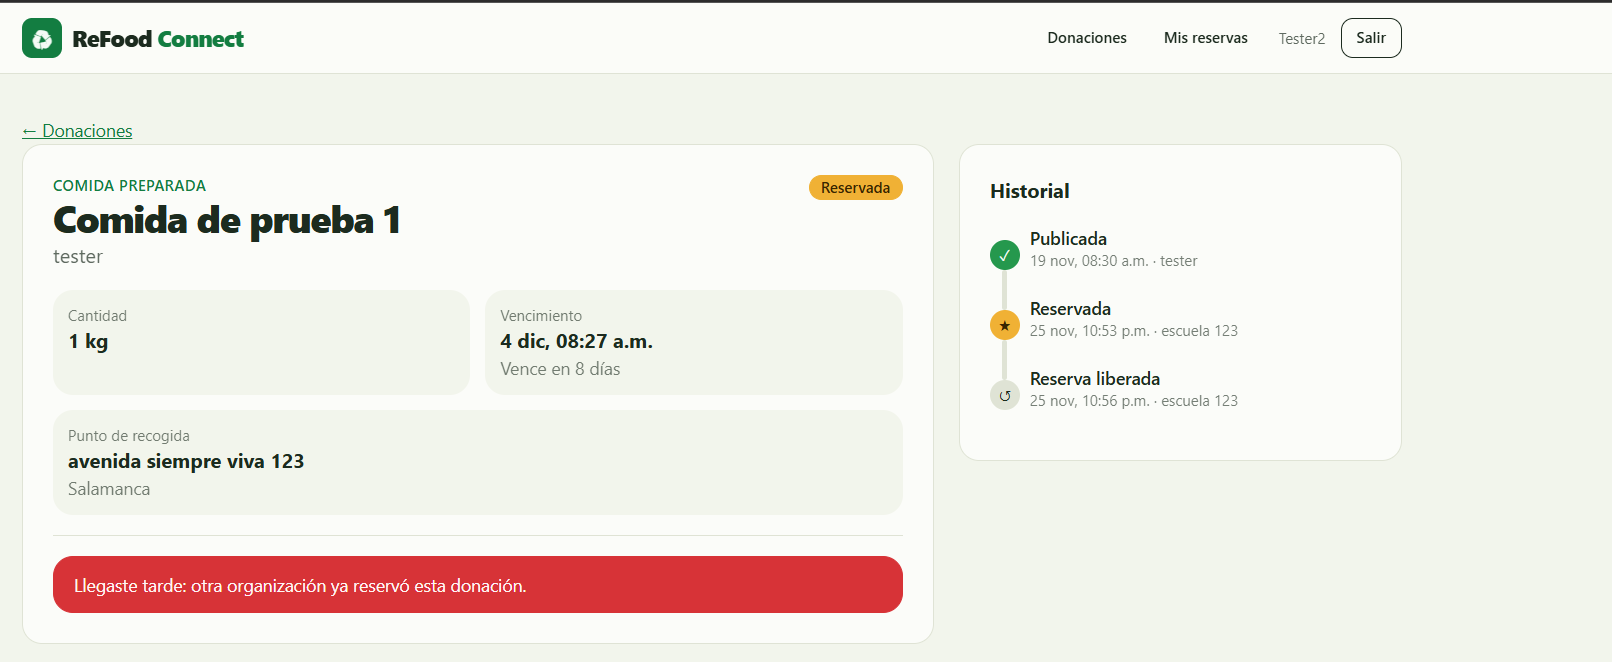 ReFood Connect
Donaciones
Mis reservas
Tester2
Salir
← Donaciones
COMIDA PREPARADA
Reservada
Comida de prueba 1
tester
Cantidad
1 kg
Vencimiento
4 dic, 08:27 a.m.
Vence en 8 días
Punto de recogida
avenida siempre viva 123
Salamanca
Llegaste tarde: otra organización ya reservó esta donación.
Historial
Publicada
19 nov, 08:30 a.m. · tester
Reservada
25 nov, 10:53 p.m. · escuela 123
Reserva liberada
25 nov, 10:56 p.m. · escuela 123